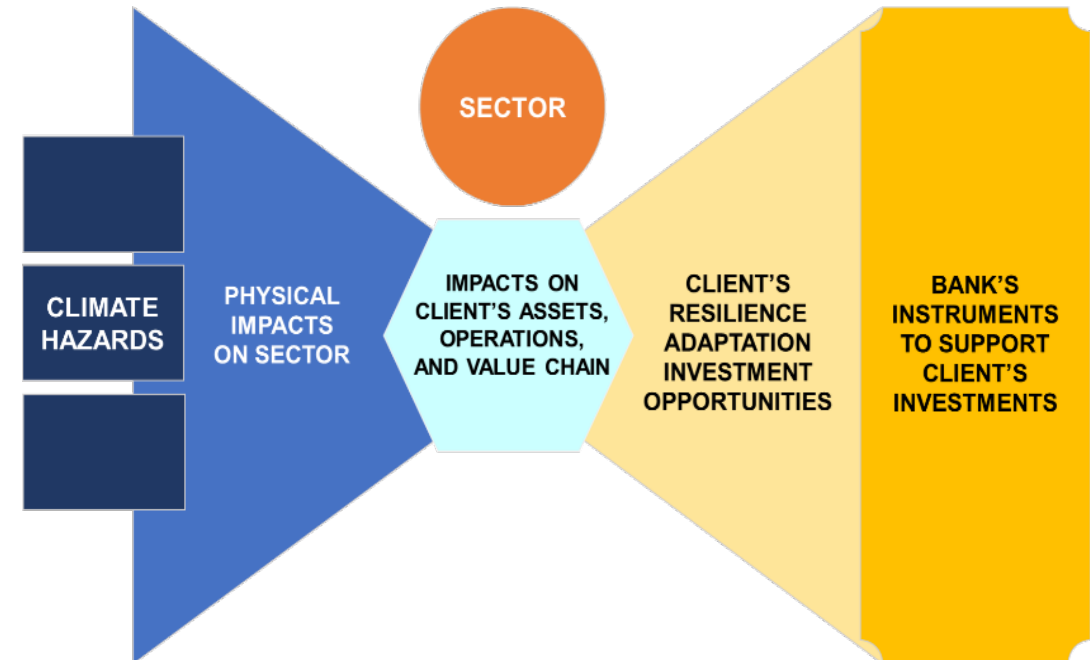 SECTOR
CLIMATE
HAZARDS
PHYSICAL
IMPACTS
ON SECTOR
IMPACTS ON
CLIENT'S ASSETS,
OPERATIONS,
AND VALUE CHAIN
CLIENT'S
RESILIENCE
ADAPTATION
INVESTMENT
OPPORTUNITIES
BANK'S
INSTRUMENTS
TO SUPPORT
CLIENT'S
INVESTMENTS